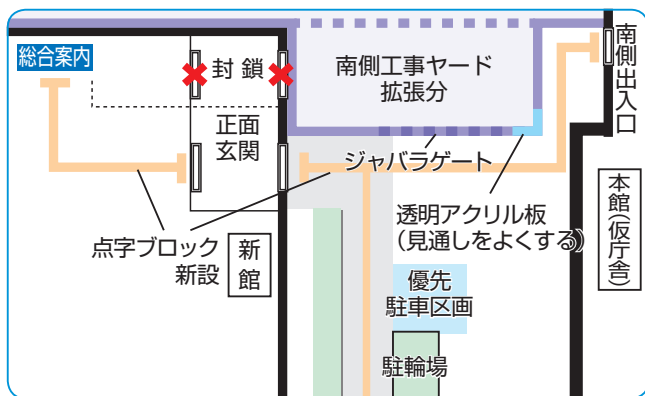 総合案内
封鎖
南側工事ヤード
拡張分
南側出入口
正面
玄関
ジャバラゲート
透明アクリル板
（見通しをよくする）
本館（仮庁舎）
点字ブロック
新設
新館
優先
駐車区画
駐輪場